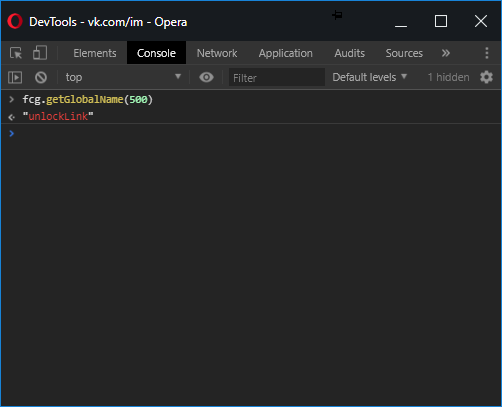 DevTools - vk.com/im - Opera
Elements Console Network Application Audits Sources »
top Filter Default levels ▼ 1 hidden
> fcg.getGlobalName(500)
"unlockLink"
>